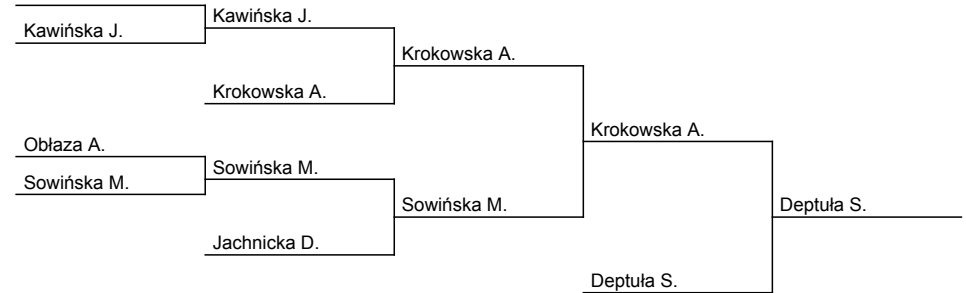 Kawińska J.
Kawińska J.
Krokowska A.
Krokowska A.
Krokowska A.
Obłaza A.
Sowińska M.
Sowińska M.
Sowińska M.
Deptuła S.
Jachnicka D.
Deptuła S.